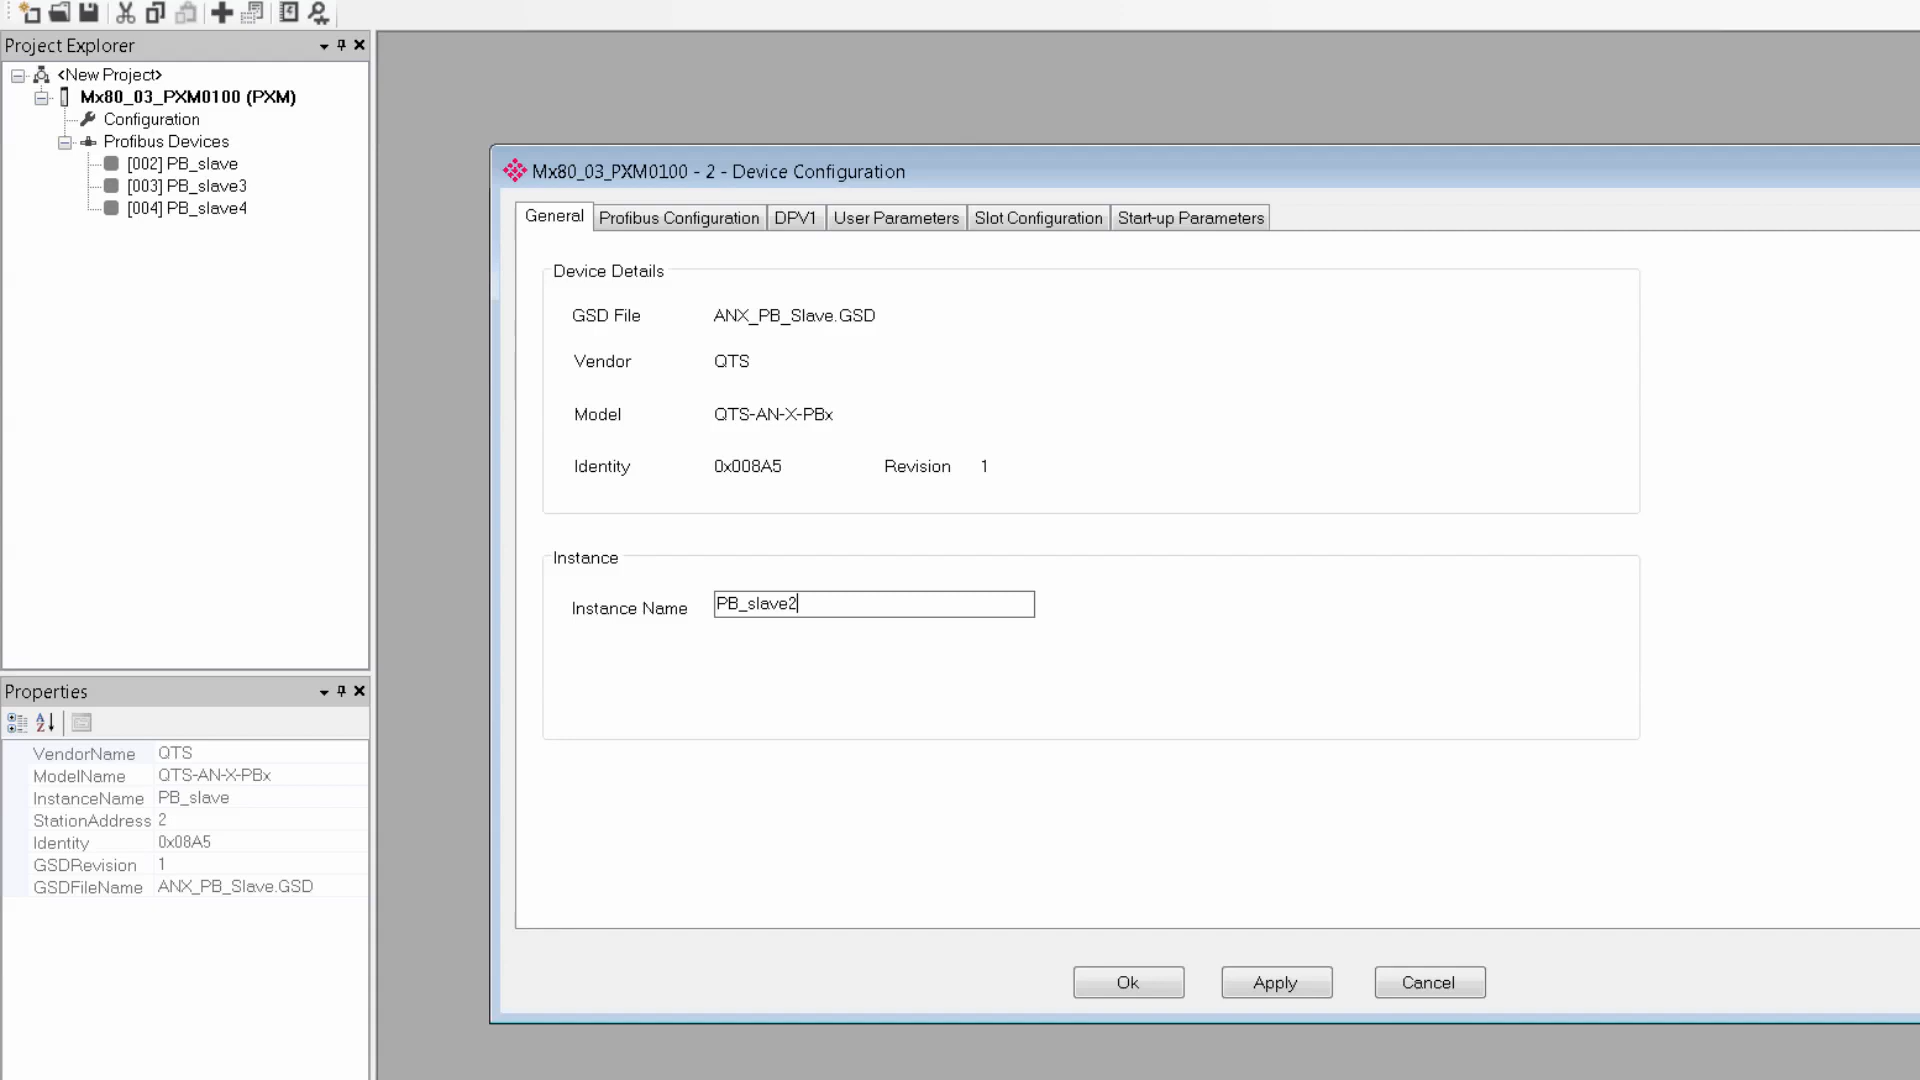 Project Explorer
<New Project>
Mx80_03_PXM0100 (PXM)
Configuration
Profibus Devices
[002] PB_slave
[003] PB_slave3
[004] PB_slave4
Properties
VendorName QTS
ModelName QTS-AN-X-PBx
InstanceName PB_slave
StationAddress 2
Identity 0x08A5
GSDRevision 1
GSDFileName ANX_PB_Slave.GSD
Mx80_03_PXM0100 - 2 - Device Configuration
General Profibus Configuration DPV1 User Parameters Slot Configuration Start-up Parameters
Device Details
GSD File ANX_PB_Slave.GSD
Vendor QTS
Model QTS-AN-X-PBx
Identity 0x008A5 Revision 1
Instance
Instance Name PB_slave2
Ok Apply Cancel